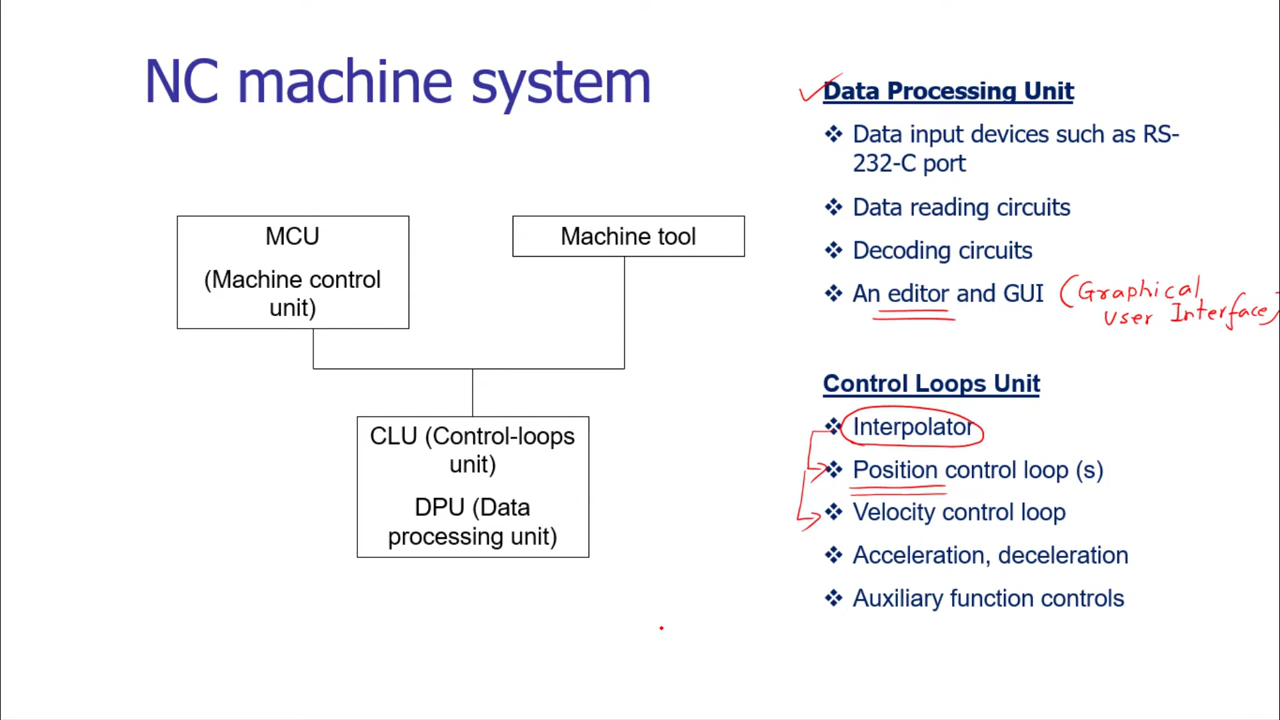 NC machine system
MCU
(Machine control
unit)
Machine tool
CLU (Control-loops
unit)
DPU (Data
processing unit)
Data Processing Unit
❖ Data input devices such as RS-
232-C port
❖ Data reading circuits
❖ Decoding circuits
❖ An editor and GUI (Graphical
User Interface)
Control Loops Unit
❖ Interpolator
❖ Position control loop (s)
❖ Velocity control loop
❖ Acceleration, deceleration
❖ Auxiliary function controls